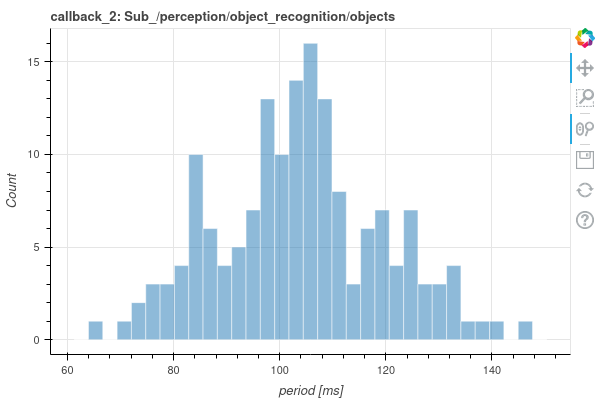 callback_2: Sub_/perception/object_recognition/objects
Count
15
10
5
0
60 80 100 120 140
period [ms]